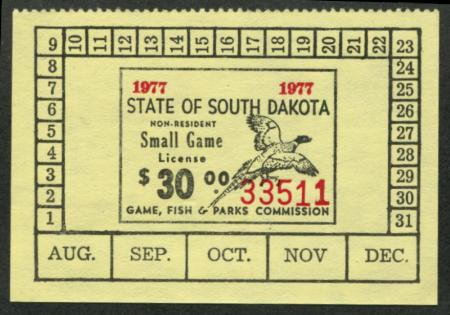 9 10 11 12 13 14 15 16 17 18 19 20 21 22 23
8 24
7 25
6 26
5 27
4 28
3 29
2 30
1 31
1977 1977
STATE OF SOUTH DAKOTA
NON-RESIDENT
Small Game
License
$ 30 00
33511
GAME, FISH & PARKS COMMISSION
AUG. SEP. OCT. NOV DEC.